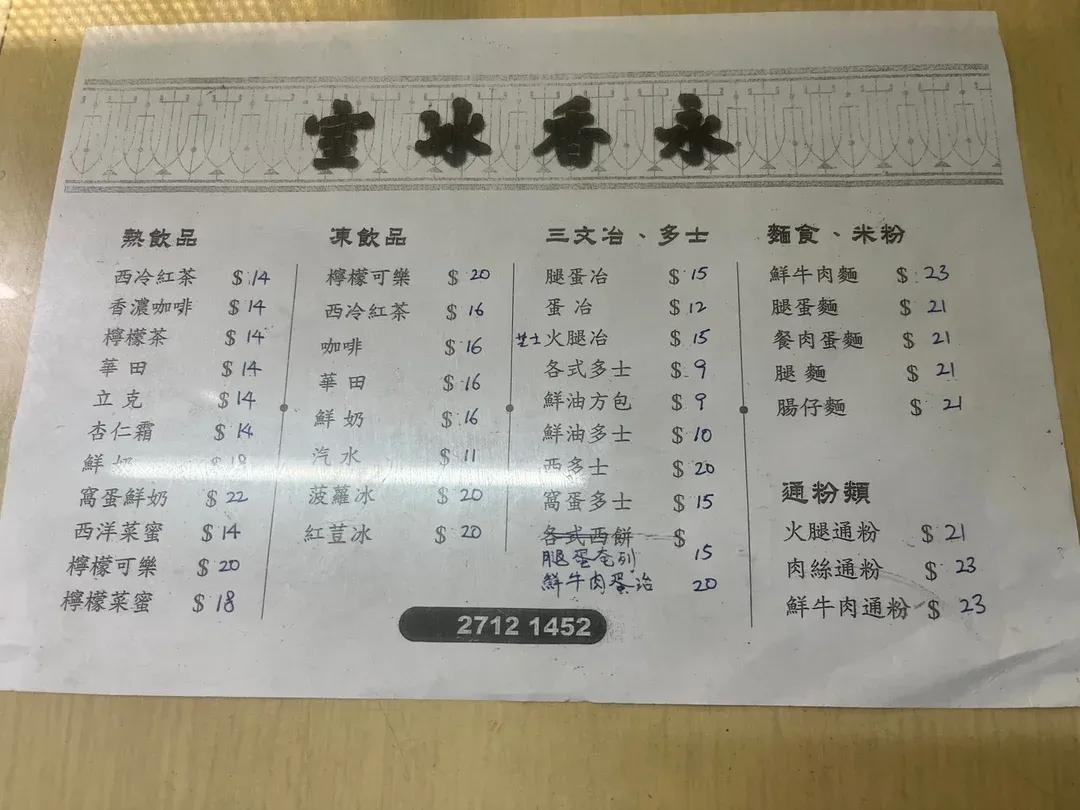 永香冰室
熱飲品
西冷紅茶 $ 14
香濃咖啡 $ 14
檸檬茶 $ 14
華田 $ 14
立克 $ 14
杏仁霜 $ 14
鮮奶 $ 18
窩蛋鮮奶 $ 22
西洋菜蜜 $ 14
檸檬可樂 $ 20
檸檬菜蜜 $ 18
凍飲品
檸檬可樂 $ 20
西冷紅茶 $ 16
咖啡 $ 16
華田 $ 16
鮮奶 $ 16
汽水 $ 11
菠蘿冰 $ 20
紅荳冰 $ 20
三文治、多士
腿蛋治 $ 15
蛋治 $ 12
芝士火腿治 $ 15
各式多士 $ 9
鮮油方包 $ 9
鮮油多士 $ 10
西多士 $ 20
窩蛋多士 $ 15
各式西餅 $
腿蛋奄列 15
鮮牛肉蛋治 20
麵食、米粉
鮮牛肉麵 $ 23
腿蛋麵 $ 21
餐肉蛋麵 $ 21
腿麵 $ 21
腸仔麵 $ 21
通粉類
火腿通粉 $ 21
肉絲通粉 $ 23
鮮牛肉通粉 $ 23
2712 1452